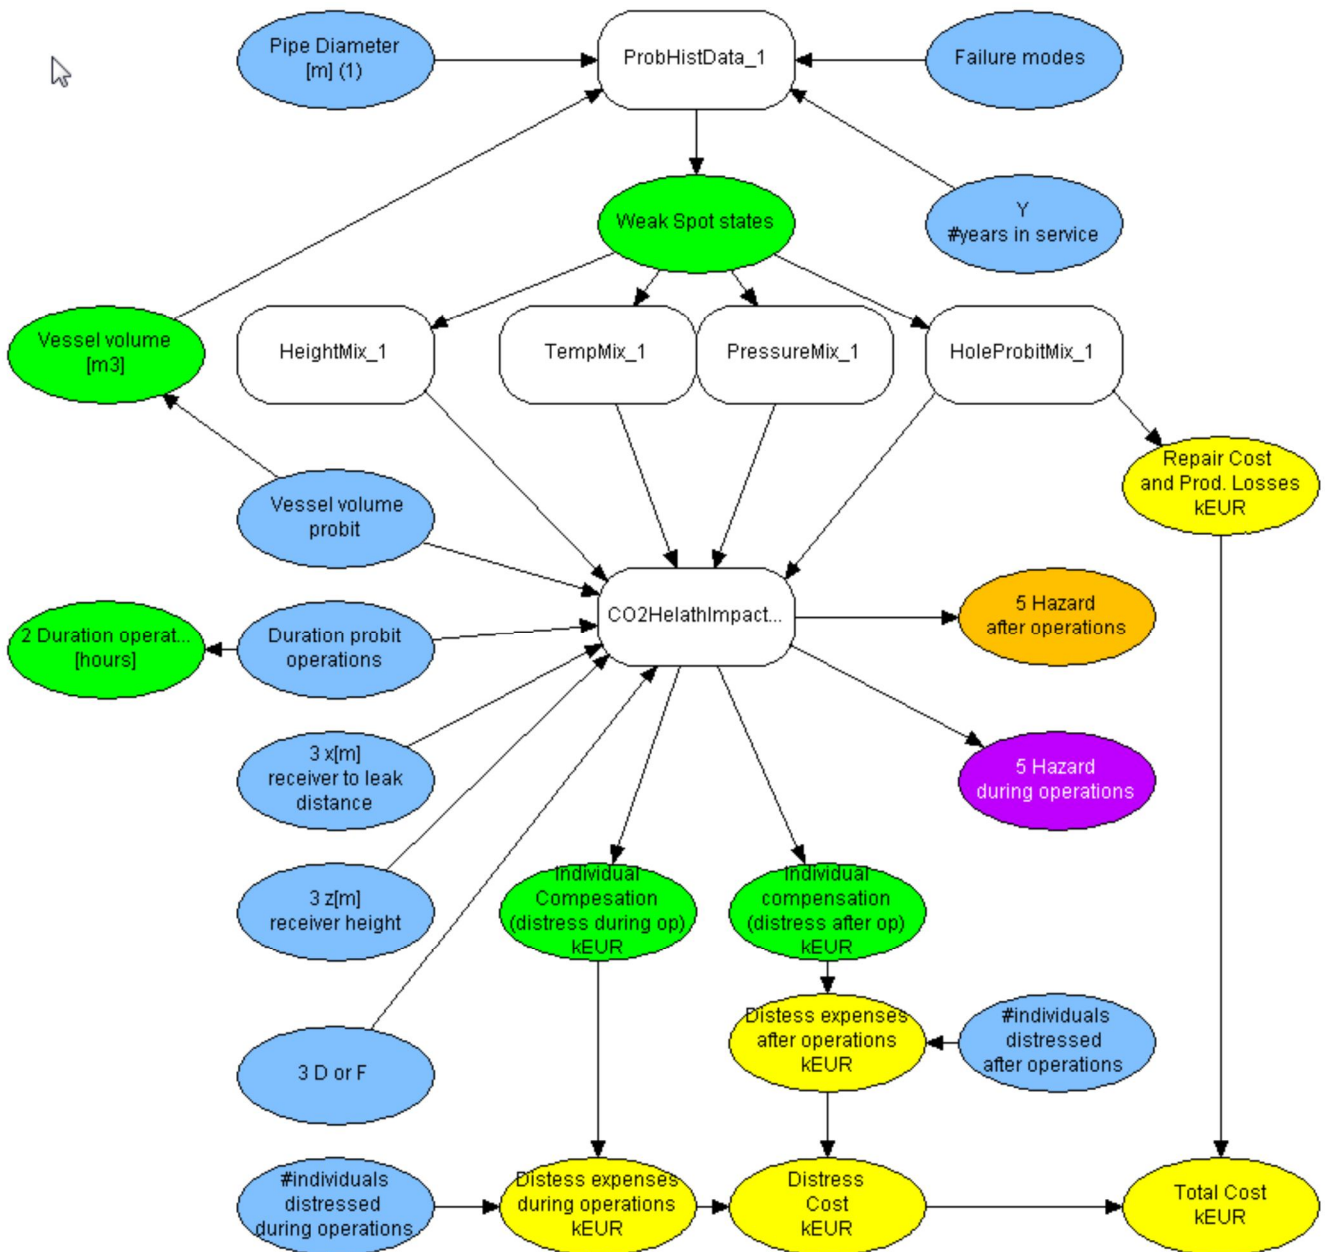 Pipe Diameter
[m] (1)
ProbHistData_1
Failure modes
Weak Spot states
Y
#years in service
Vessel volume
[m3]
HeightMix_1
TempMix_1
PressureMix_1
HoleProbitMix_1
Repair Cost
and Prod. Losses
kEUR
Vessel volume
probit
CO2HelathImpact...
5 Hazard
after operations
2 Duration operat...
[hours]
Duration probit
operations
3 x[m]
receiver to leak
distance
5 Hazard
during operations
3 z[m]
receiver height
Individual
Compesation
(distress during op)
kEUR
Individual
compensation
(distress after op)
kEUR
Distess expenses
after operations
kEUR
#individuals
distressed
after operations
3 D or F
#individuals
distressed
during operations
Distess expenses
during operations
kEUR
Distress
Cost
kEUR
Total Cost
kEUR